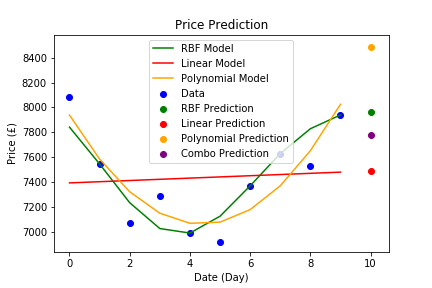 Price Prediction
RBF Model
Linear Model
Polynomial Model
Data
RBF Prediction
Linear Prediction
Polynomial Prediction
Combo Prediction
Price (£)
8400
8200
8000
7800
7600
7400
7200
7000
0 2 4 6 8 10
Date (Day)